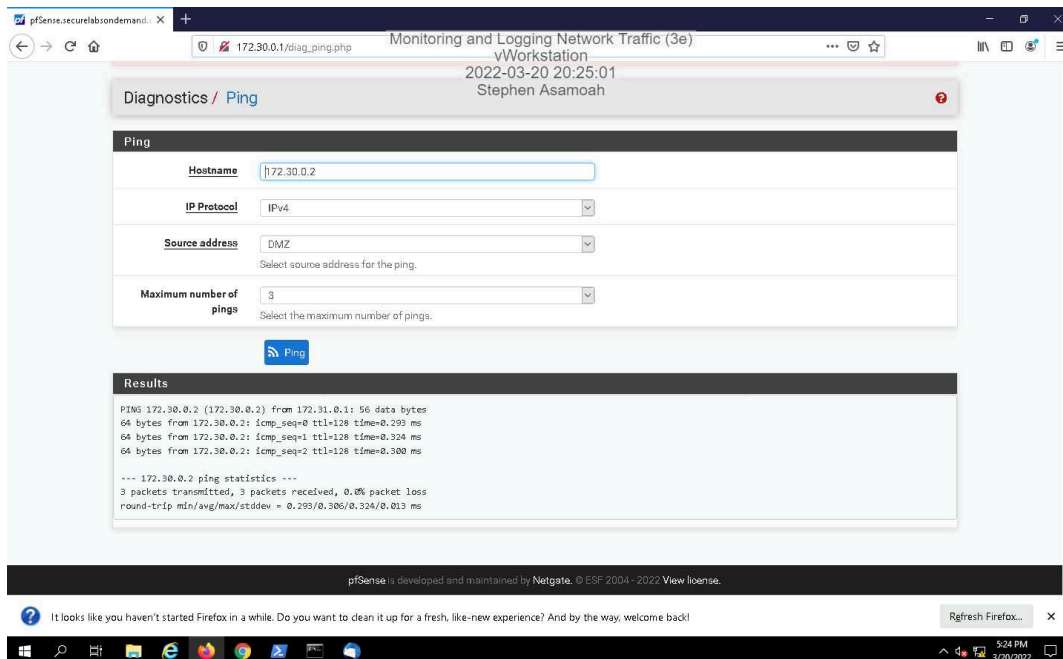 pfSense.securelabsondemand.c
172.30.0.1/diag_ping.php
Monitoring and Logging Network Traffic (3e)
vWorkstation
2022-03-20 20:25:01
Stephen Asamoah
Diagnostics / Ping
Ping
Hostname
172.30.0.2
IP Protocol
IPv4
Source address
DMZ
Select source address for the ping.
Maximum number of
pings
3
Select the maximum number of pings.
Ping
Results
PING 172.30.0.2 (172.30.0.2) from 172.31.0.1: 56 data bytes
64 bytes from 172.30.0.2: icmp_seq=0 ttl=128 time=0.293 ms
64 bytes from 172.30.0.2: icmp_seq=1 ttl=128 time=0.324 ms
64 bytes from 172.30.0.2: icmp_seq=2 ttl=128 time=0.300 ms
--- 172.30.0.2 ping statistics ---
3 packets transmitted, 3 packets received, 0.0% packet loss
round-trip min/avg/max/stddev = 0.293/0.306/0.324/0.013 ms
pfSense is developed and maintained by Netgate. © ESF 2004 - 2022 View license.
It looks like you haven't started Firefox in a while. Do you want to clean it up for a fresh, like-new experience? And by the way, welcome back!
Refresh Firefox...
5:24 PM
3/20/2022